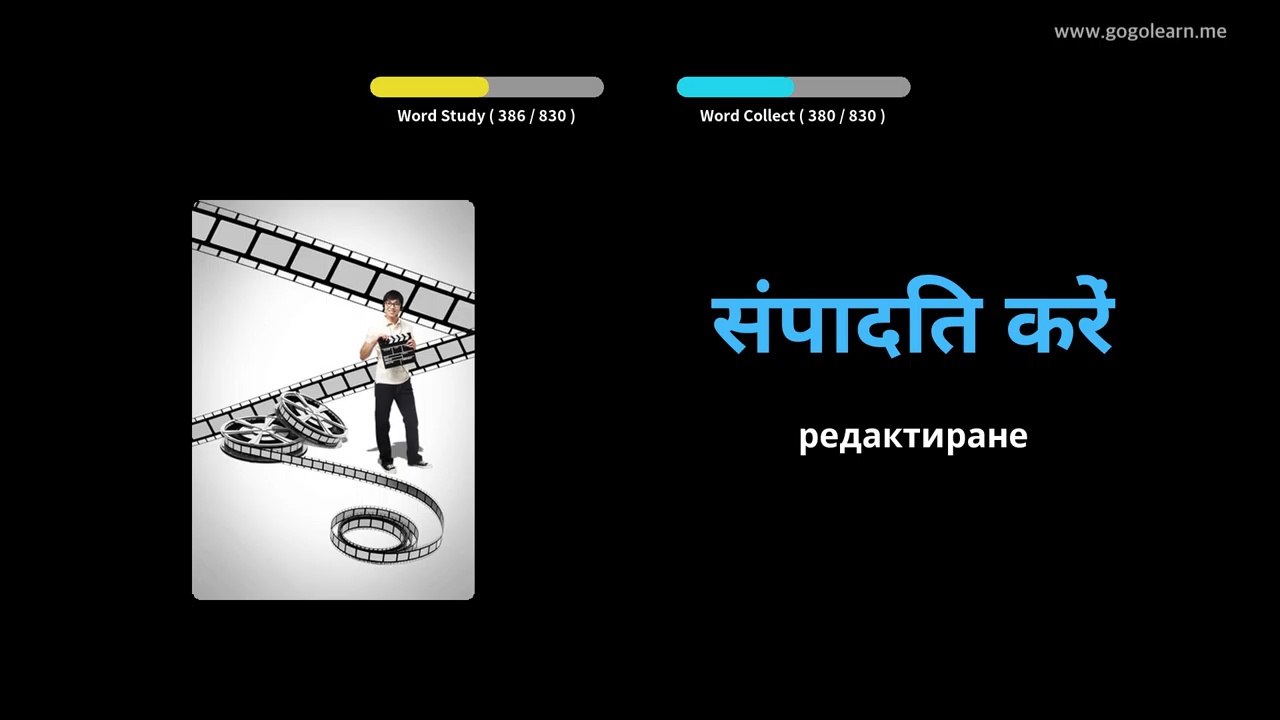 www.gogolearn.me
Word Study ( 386 / 830 )
Word Collect ( 380 / 830 )
संपादति करें
редактиране